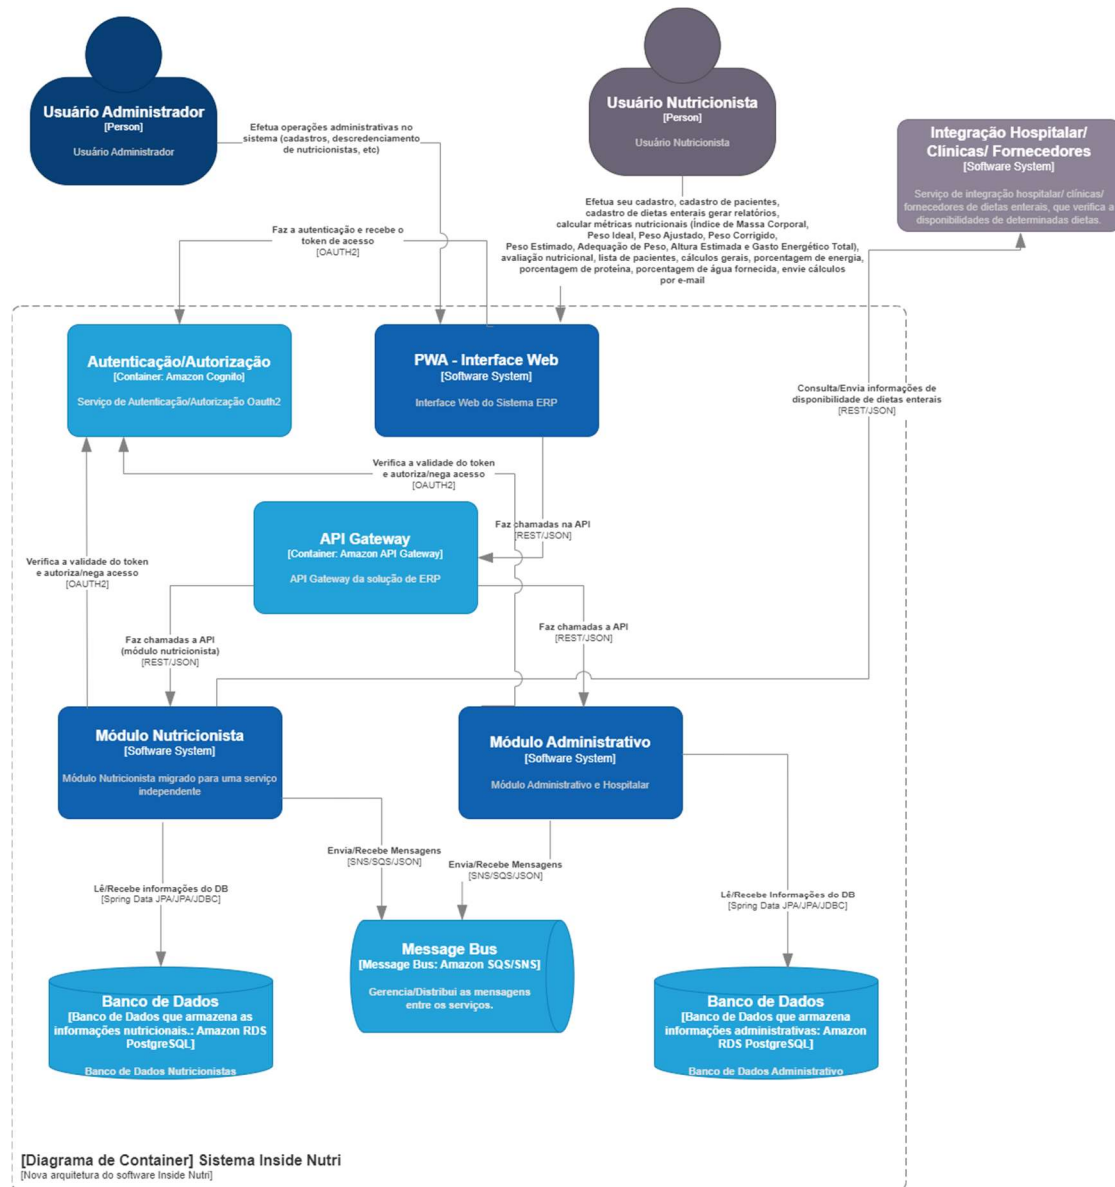 Usuário Administrador
[Person]
Usuário Administrador
Usuário Nutricionista
[Person]
Usuário Nutricionista
Integração Hospitalar/
Clínicas/ Fornecedores
[Software System]
Serviço de integração hospitalar/ clínicas/
fornecedores de dietas enterais, que verifica a
disponibilidades de determinadas dietas.
Efetua operações administrativas no
sistema (cadastros, descredenciamento
de nutricionistas, etc)
Efetua seu cadastro, cadastro de pacientes,
cadastro de dietas enterais gerar relatórios,
calcular métricas nutricionais (Índice de Massa Corporal,
Peso Ideal, Peso Ajustado, Peso Corrigido,
Peso Estimado, Adequação de Peso, Altura Estimada e Gasto Energético Total),
avaliação nutricional, lista de pacientes, cálculos gerais, porcentagem de energia,
porcentagem de proteína, porcentagem de água fornecida, envie cálculos
por e-mail
Faz a autenticação e recebe o
token de acesso
[OAUTH2]
Autenticação/Autorização
[Container: Amazon Cognito]
Serviço de Autenticação/Autorização Oauth2
PWA - Interface Web
[Software System]
Interface Web do Sistema ERP
Consulta/Envia informações de
disponibilidade de dietas enterais
[REST/JSON]
Verifica a validade do token
e autoriza/nega acesso
[OAUTH2]
API Gateway
[Container: Amazon API Gateway]
API Gateway da solução de ERP
Faz chamadas na API
[REST/JSON]
Verifica a validade do token
e autoriza/nega acesso
[OAUTH2]
Faz chamadas a API
(módulo nutricionista)
[REST/JSON]
Faz chamadas a API
[REST/JSON]
Módulo Nutricionista
[Software System]
Módulo Nutricionista migrado para uma serviço
independente
Módulo Administrativo
[Software System]
Módulo Administrativo e Hospitalar
Envia/Recebe Mensagens
[SNS/SQS/JSON]
Envia/Recebe Mensagens
[SNS/SQS/JSON]
Lê/Recebe informações do DB
[Spring Data JPA/JPA/JDBC]
Lê/Recebe Informações do DB
[Spring Data JPA/JPA/JDBC]
Message Bus
[Message Bus: Amazon SQS/SNS]
Gerencia/Distribui as mensagens
entre os serviços.
Banco de Dados
[Banco de Dados que armazena as
informações nutricionais.: Amazon RDS
PostgreSQL]
Banco de Dados Nutricionistas
Banco de Dados
[Banco de Dados que armazena
informações administrativas: Amazon
RDS PostgreSQL]
Banco de Dados Administrativo
[Diagrama de Container] Sistema Inside Nutri
[Nova arquitetura do software Inside Nutri]